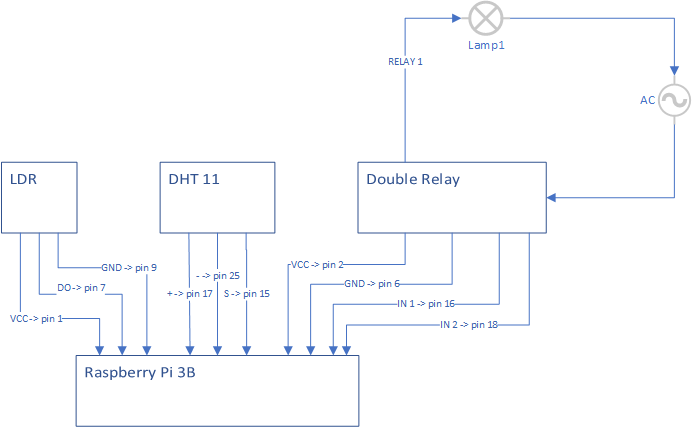 Lamp1
RELAY 1
AC
LDR
DHT 11
Double Relay
GND -> pin 9
VCC -> pin 2
- -> pin 25
GND -> pin 6
DO-> pin 7
+ -> pin 17
S -> pin 15
IN 1 -> pin 16
VCC -> pin 1
IN 2 -> pin 18
Raspberry Pi 3B